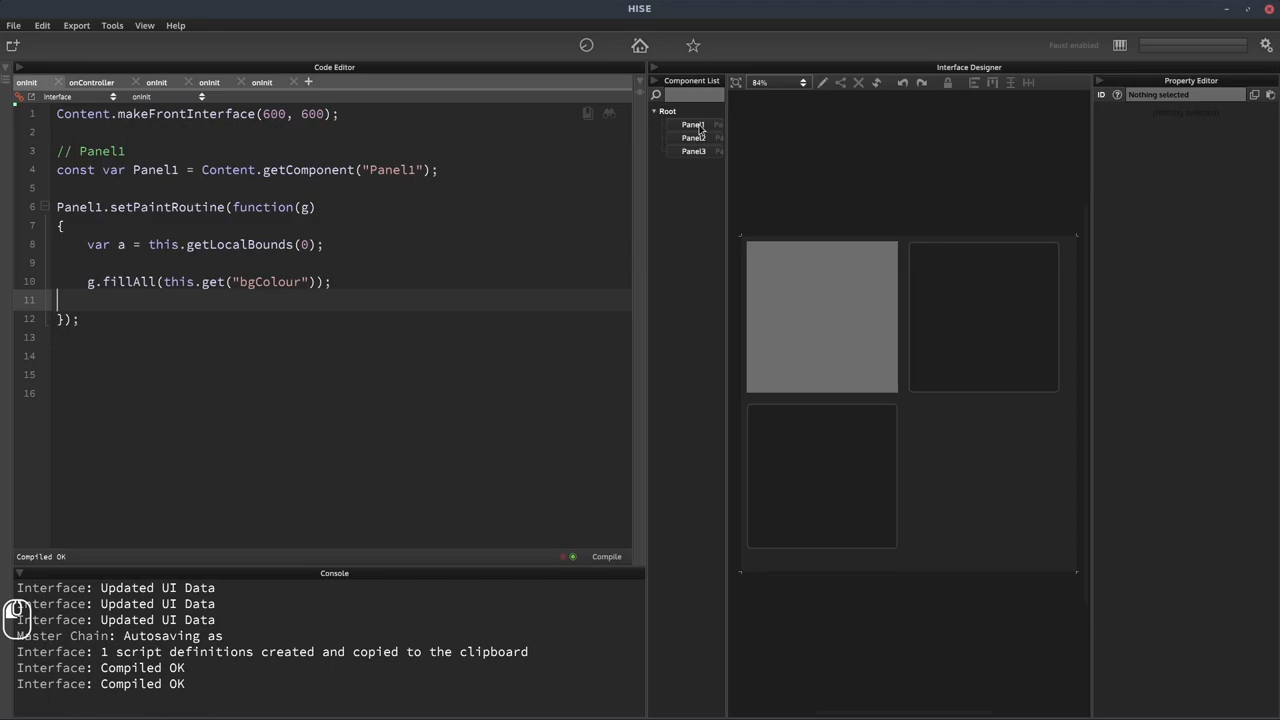 HISE
File Edit Export Tools View Help
Faust enabled
Code Editor
onInit onController onInit onInit onInit
Interface onInit
1 Content.makeFrontInterface(600, 600);
2
3 // Panel1
4 const var Panel1 = Content.getComponent("Panel1");
5
6 Panel1.setPaintRoutine(function(g)
7 {
8 var a = this.getLocalBounds(0);
9
10 g.fillAll(this.get("bgColour"));
11
12 });
13
14
15
16
Compiled OK
Compile
Console
Interface: Updated UI Data
Interface: Updated UI Data
Interface: Updated UI Data
Master Chain: Autosaving as
Interface: 1 script definitions created and copied to the clipboard
Interface: Compiled OK
Interface: Compiled OK
Component List
Root
Panel1 Pa
Panel2 Pa
Panel3 Pa
Interface Designer
84%
Property Editor
ID Nothing selected